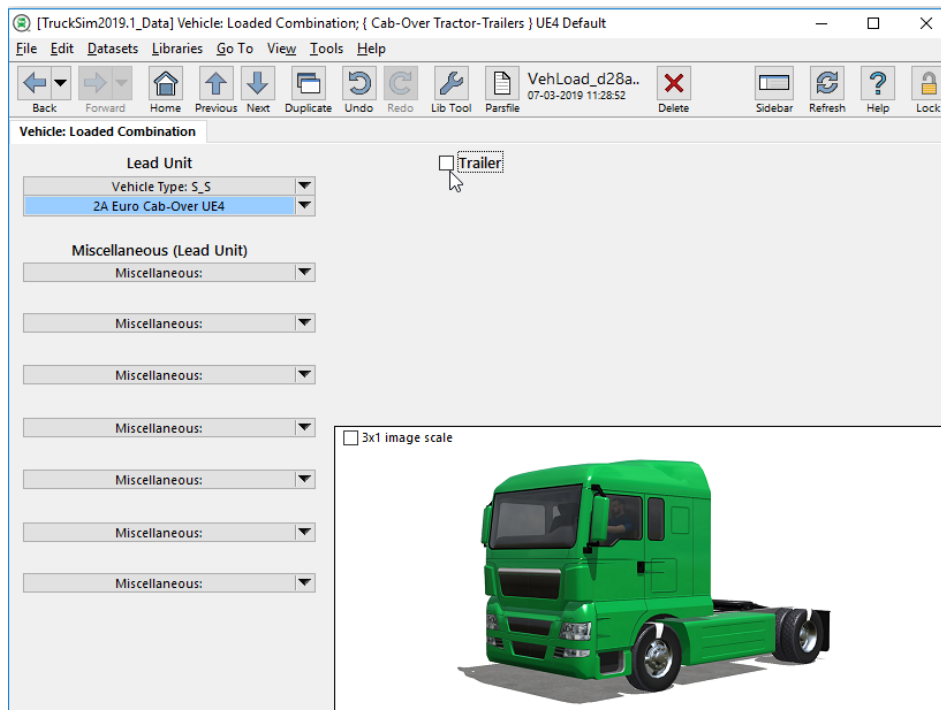 [TruckSim2019.1_Data] Vehicle: Loaded Combination; { Cab-Over Tractor-Trailers } UE4 Default
File Edit Datasets Libraries Go To View Tools Help
VehLoad_d28a..
07-03-2019 11:28:52
Back Forward Home Previous Next Duplicate Undo Redo Lib Tool Parsfile Delete Sidebar Refresh Help Lock
Vehicle: Loaded Combination
Lead Unit
Trailer
Vehicle Type: S_S
2A Euro Cab-Over UE4
Miscellaneous (Lead Unit)
Miscellaneous:
Miscellaneous:
Miscellaneous:
Miscellaneous:
3x1 image scale
Miscellaneous:
Miscellaneous:
Miscellaneous: